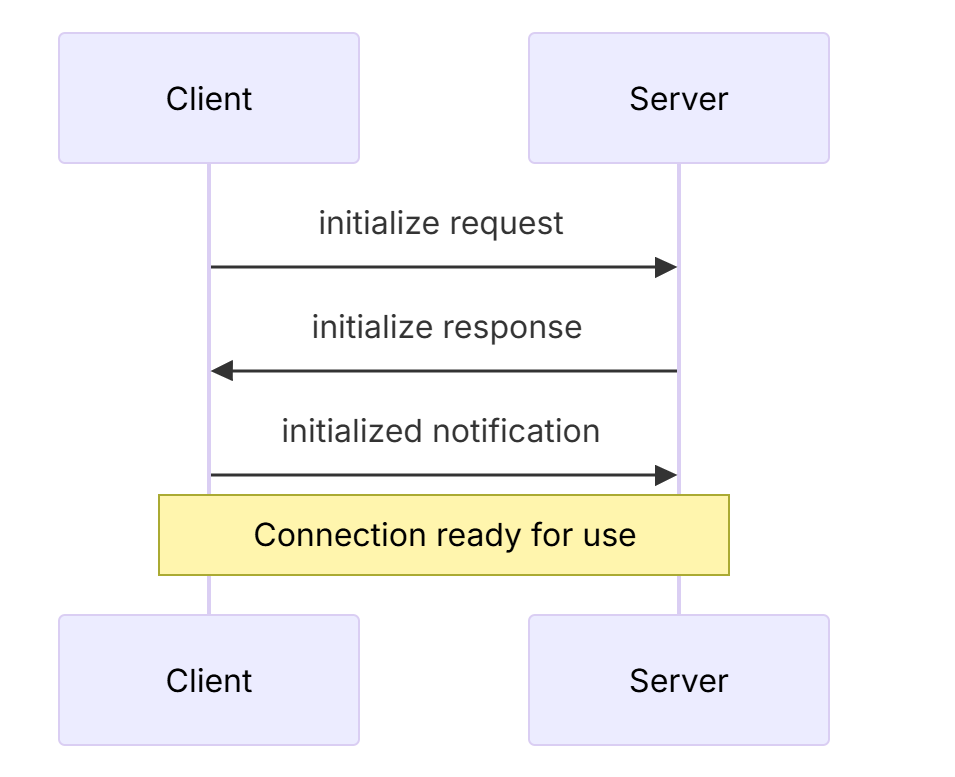 Client
Server
initialize request
initialize response
initialized notification
Connection ready for use
Client
Server